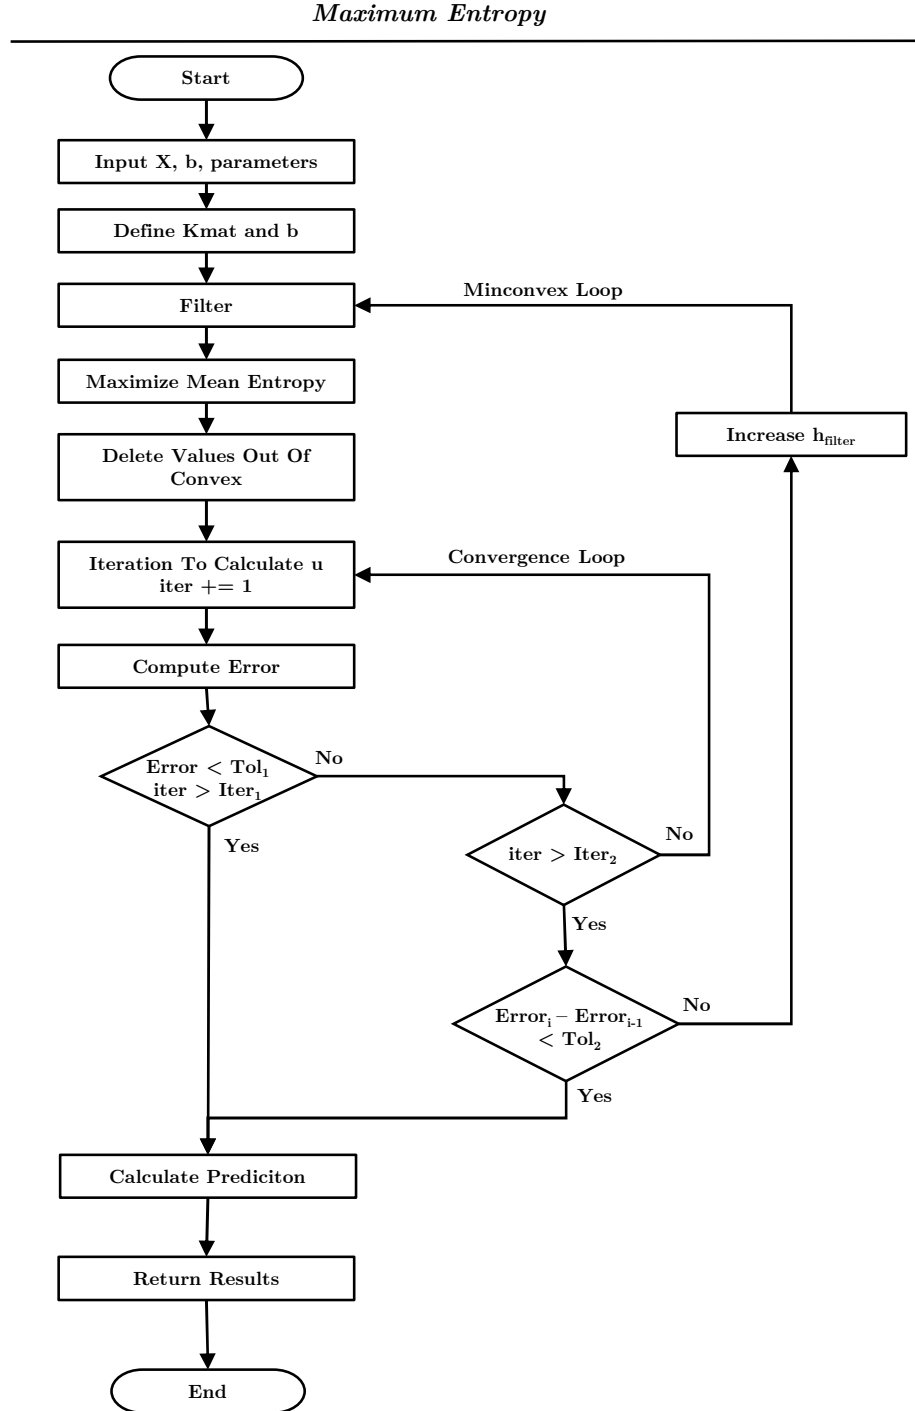 Maximum Entropy
Start
Input X, b, parameters
Define Kmat and b
Filter
Minconvex Loop
Maximize Mean Entropy
Increase h_filter
Delete Values Out Of
Convex
Iteration To Calculate u
iter += 1
Convergence Loop
Compute Error
Error < Tol₁
iter > Iter₁
No
Yes
iter > Iter₂
No
Yes
Errorᵢ – Errorᵢ₋₁
< Tol₂
No
Yes
Calculate Prediciton
Return Results
End